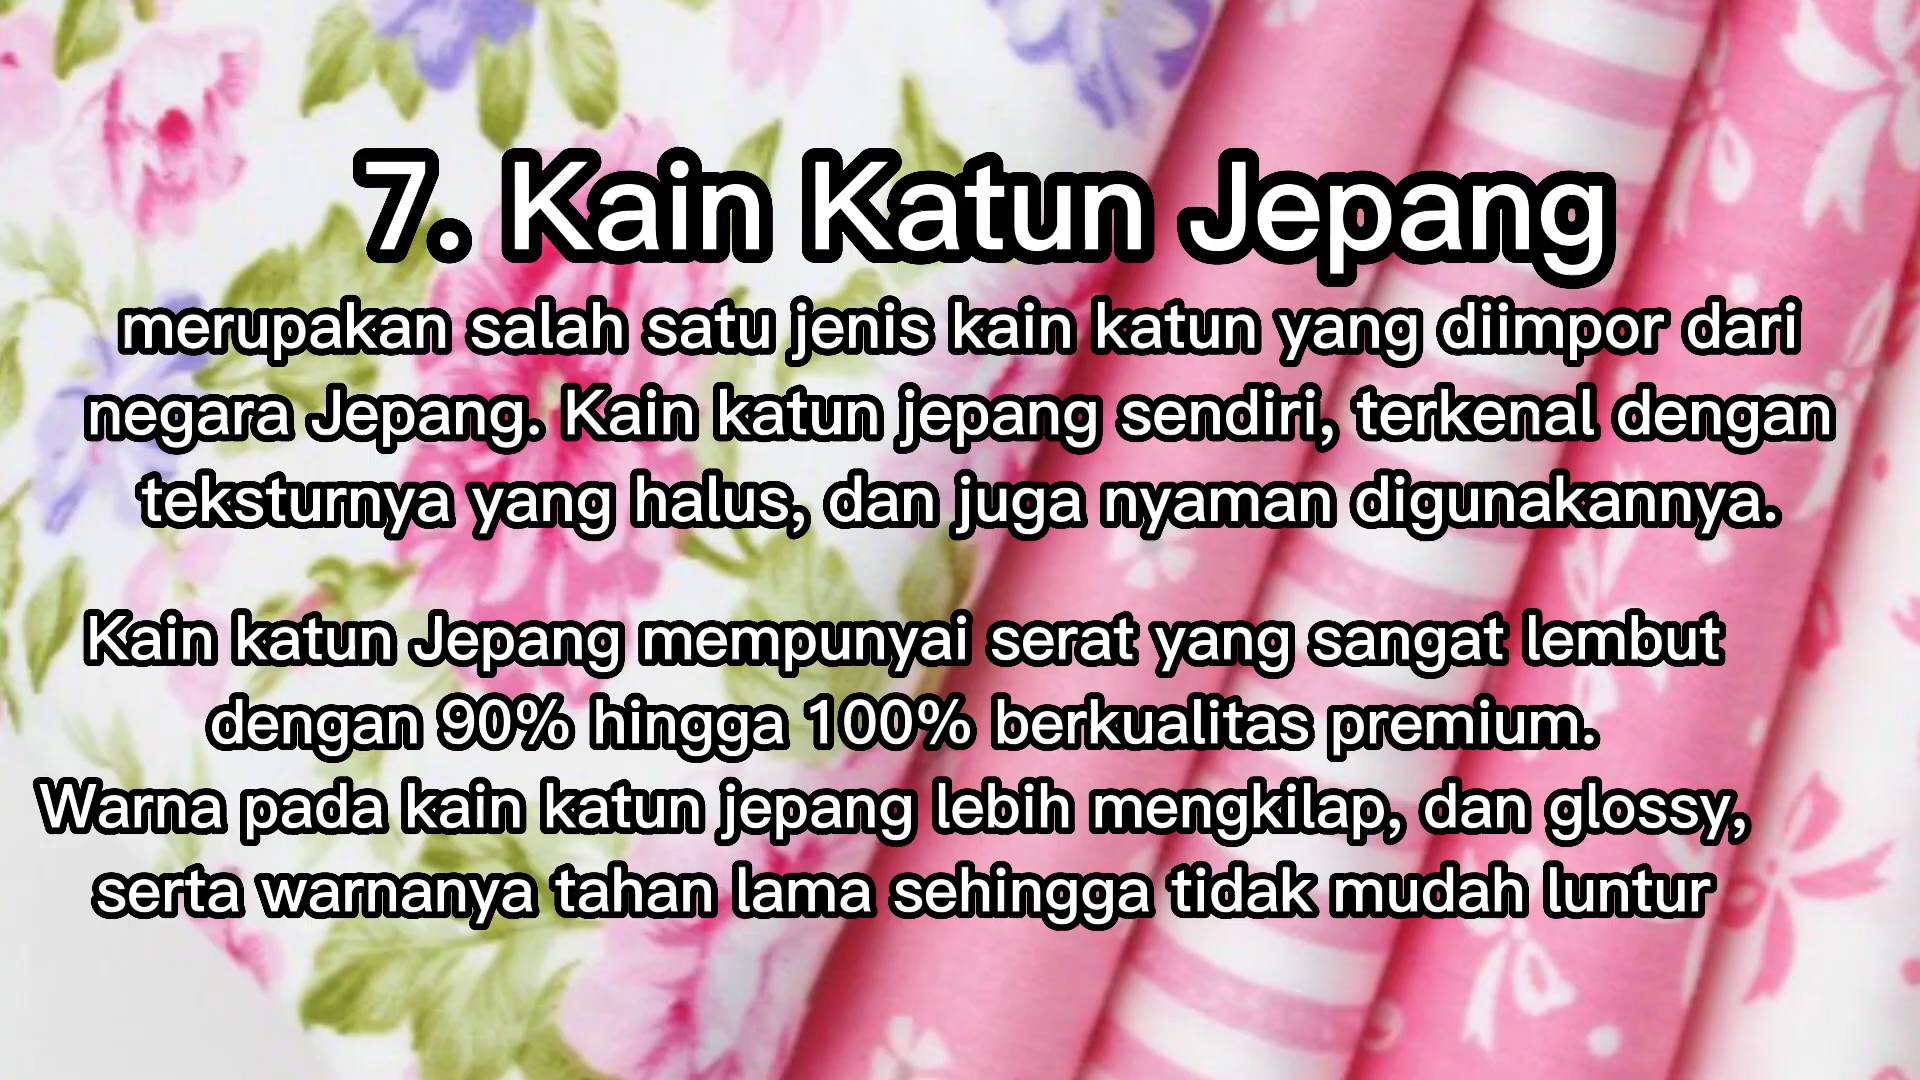 7. Kain Katun Jepang
merupakan salah satu jenis kain katun yang diimpor dari
negara Jepang. Kain katun jepang sendiri, terkenal dengan
teksturnya yang halus, dan juga nyaman digunakannya.
Kain katun Jepang mempunyai serat yang sangat lembut
dengan 90% hingga 100% berkualitas premium.
Warna pada kain katun jepang lebih mengkilap, dan glossy,
serta warnanya tahan lama sehingga tidak mudah luntur